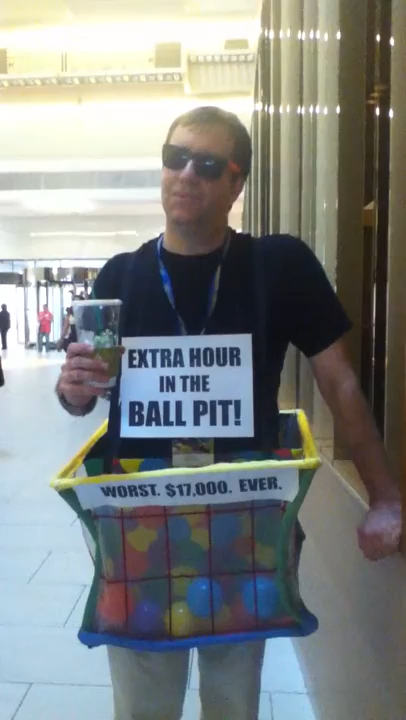 EXTRA HOUR
IN THE
BALL PIT!
WORST. $17,000. EVER.